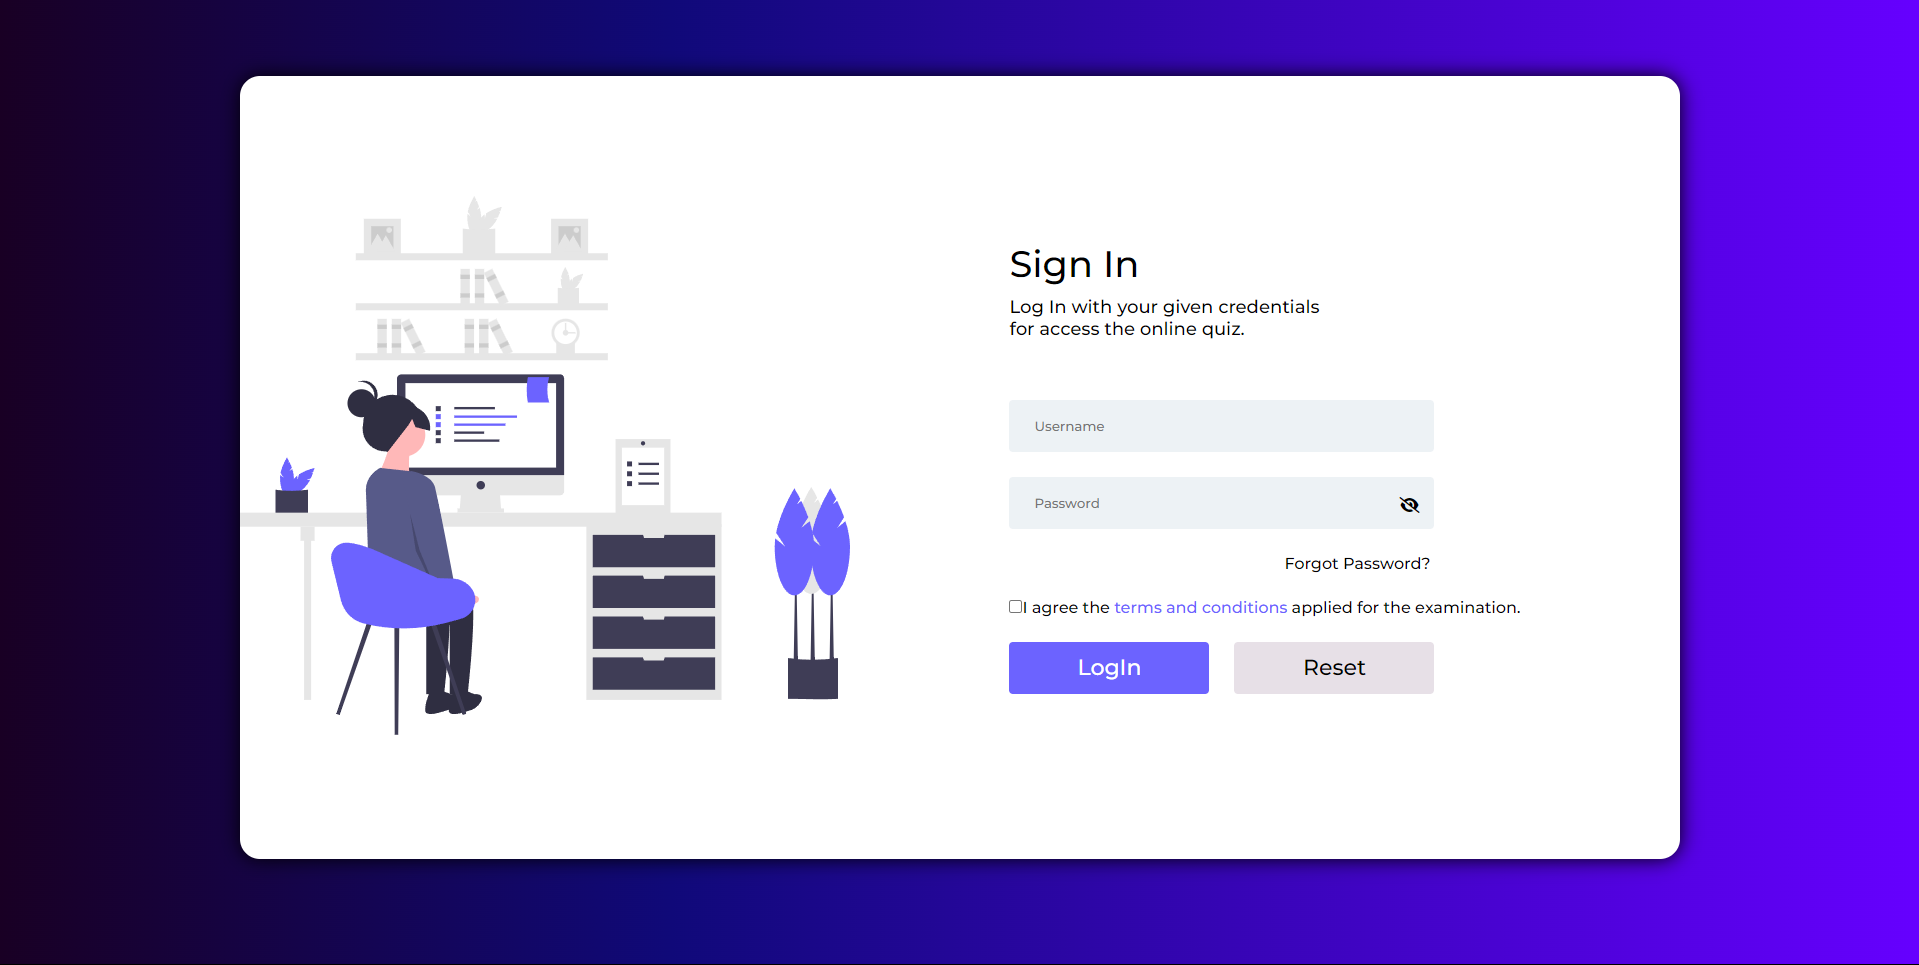 Sign In
Log In with your given credentials
for access the online quiz.
Username
Password
Forgot Password?
I agree the terms and conditions applied for the examination.
LogIn
Reset